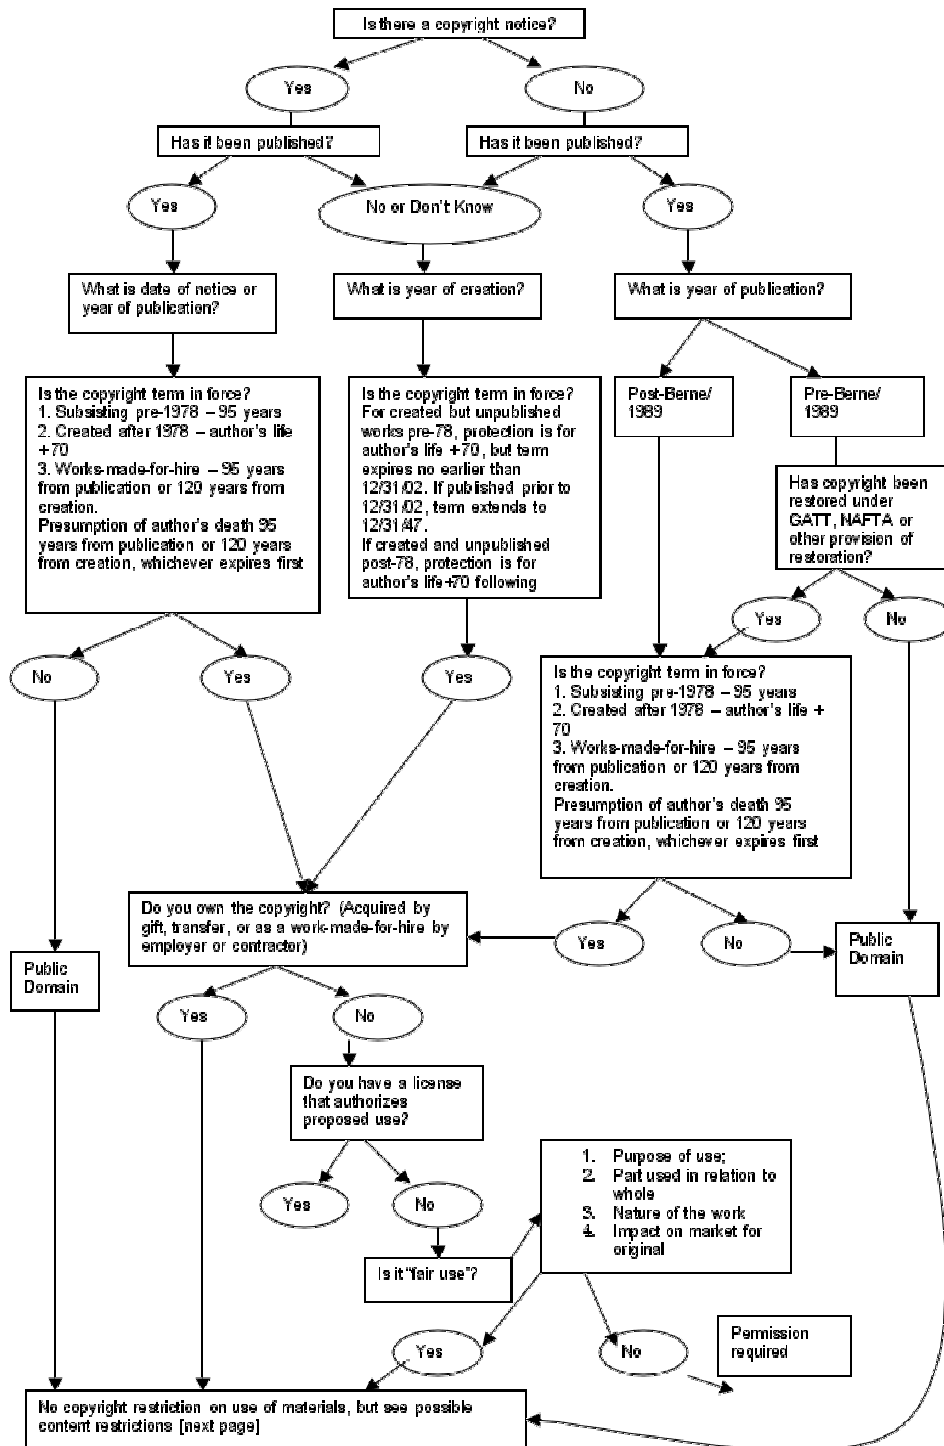 Is there a copyright notice?
Yes
No
Has it been published?
Has it been published?
Yes
No or Don't Know
Yes
What is date of notice or
year of publication?
What is year of creation?
What is year of publication?
Is the copyright term in force?
1. Subsisting pre-1978 – 95 years
2. Created after 1978 – author's life
+70
3. Works-made-for-hire – 95 years
from publication or 120 years from
creation.
Presumption of author's death 95
years from publication or 120 years
from creation, whichever expires first
Is the copyright term in force?
For created but unpublished
works pre-78, protection is for
author's life +70, but term
expires no earlier than
12/31/02. If published prior to
12/31/02, term extends to
12/31/47.
If created and unpublished
post-78, protection is for
author's life+70 following
Post-Berne/
1989
Pre-Berne/
1989
Has copyright been
restored under
GATT, NAFTA or
other provision of
restoration?
Yes
No
No
Yes
Yes
Is the copyright term in force?
1. Subsisting pre-1978 – 95 years
2. Created after 1978 – author's life +
70
3. Works-made-for-hire – 95 years
from publication or 120 years from
creation.
Presumption of author's death 95
years from publication or 120 years
from creation, whichever expires first
Do you own the copyright? (Acquired by
gift, transfer, or as a work-made-for-hire by
employer or contractor)
Yes
No
Public
Domain
Public
Domain
Yes
No
Do you have a license
that authorizes
proposed use?
Yes
No
Is it "fair use"?
1. Purpose of use;
2. Part used in relation to
whole
3. Nature of the work
4. Impact on market for
original
Yes
No
Permission
required
No copyright restriction on use of materials, but see possible
content restrictions [next page]